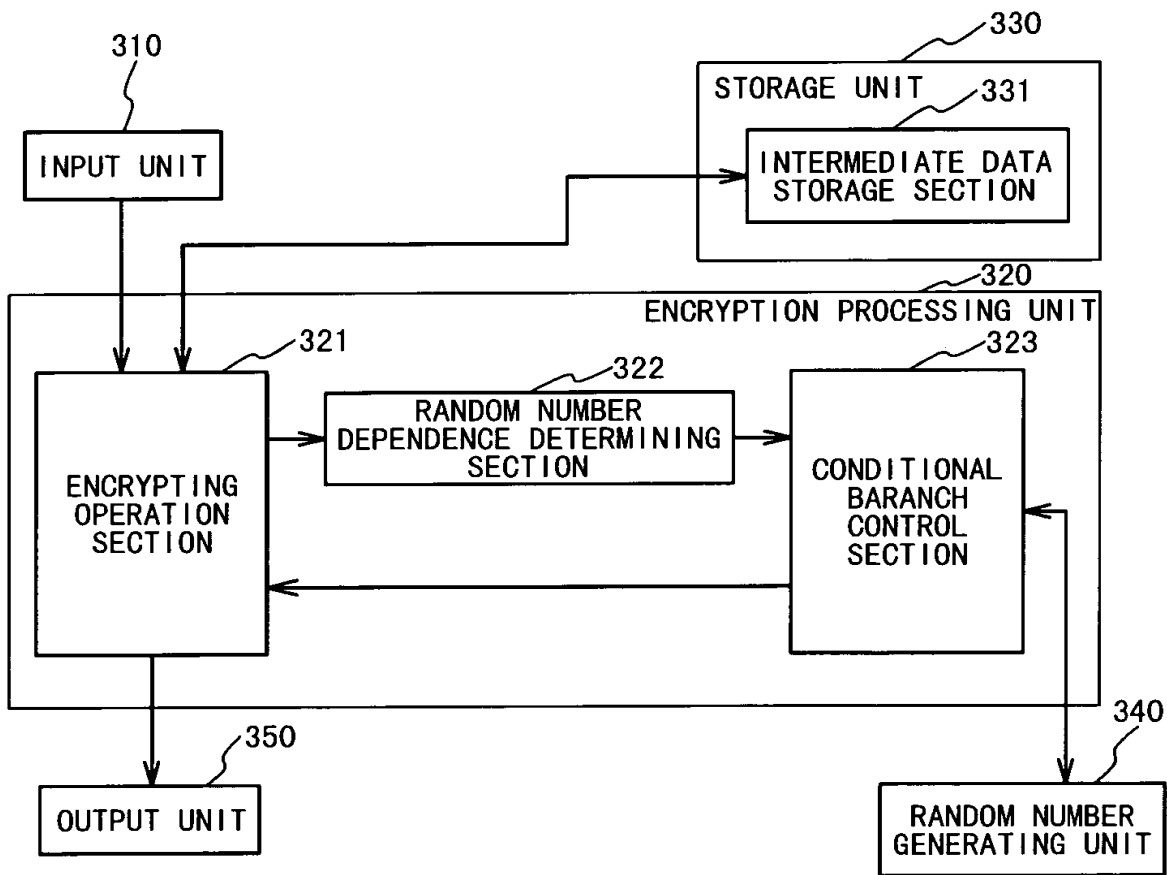 310
INPUT UNIT
330
STORAGE UNIT
331
INTERMEDIATE DATA
STORAGE SECTION
320
ENCRYPTION PROCESSING UNIT
321
ENCRYPTING
OPERATION
SECTION
322
RANDOM NUMBER
DEPENDENCE DETERMINING
SECTION
323
CONDITIONAL
BARANCH
CONTROL
SECTION
350
OUTPUT UNIT
340
RANDOM NUMBER
GENERATING UNIT